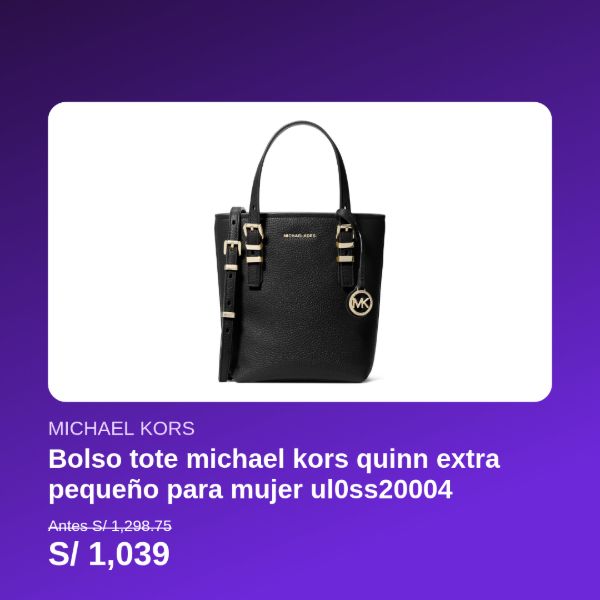 MICHAEL KORS
MK
MICHAEL KORS
Bolso tote michael kors quinn extra
pequeño para mujer ul0ss20004
Antes S/ 1,298.75
S/ 1,039